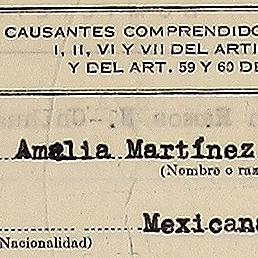 CAUSANTES COMPRENDIDO
I, II, VI Y VII DEL ARTI
Y DEL ART. 59 Y 60 DE
Amelia Martínez
(Nombre o raz
Mexicana
Nacionalidad)